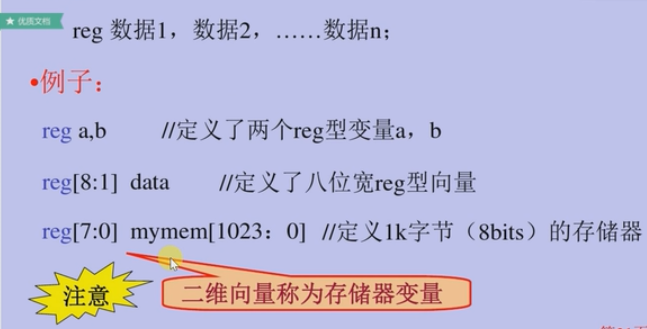 优质文档
reg 数据1，数据2，……数据n；
•例子：
reg a,b //定义了两个reg型变量a，b
reg[8:1] data //定义了八位宽reg型向量
reg[7:0] mymem[1023：0] //定义1k字节（8bits）的存储器
注意
二维向量称为存储器变量